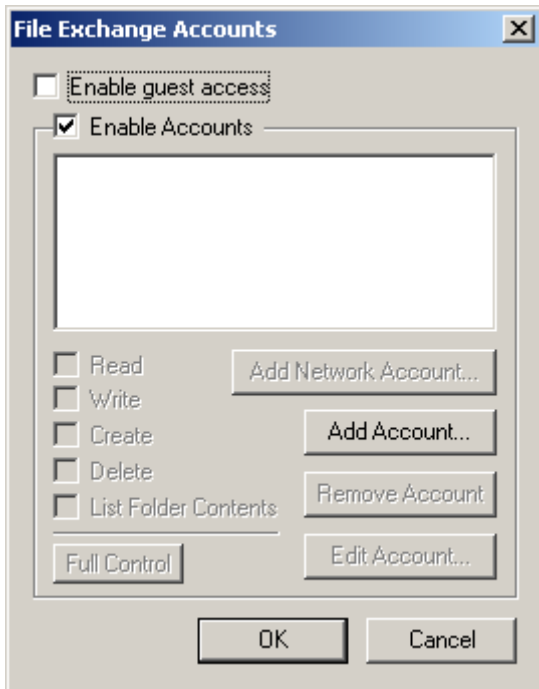 File Exchange Accounts
Enable guest access
Enable Accounts
Read
Add Network Account...
Write
Create
Add Account...
Delete
List Folder Contents
Remove Account
Full Control
Edit Account...
OK
Cancel